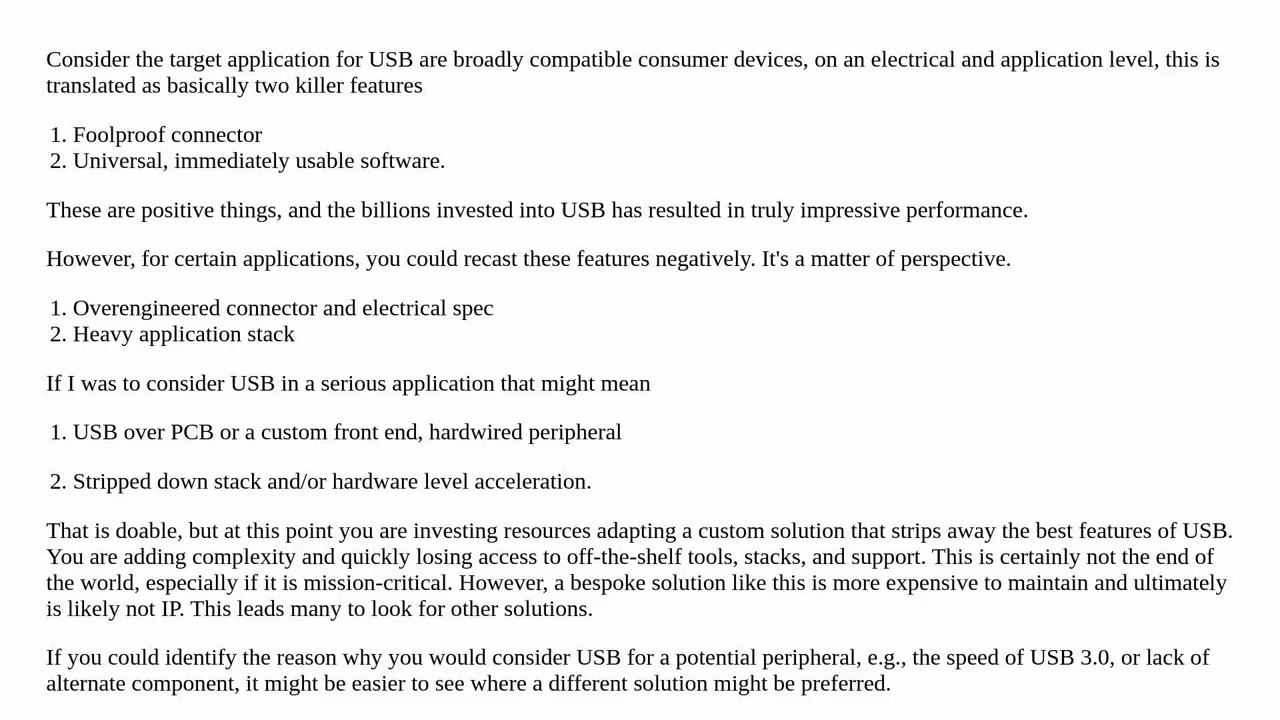 Consider the target application for USB are broadly compatible consumer devices, on an electrical and application level, this is
translated as basically two killer features
1. Foolproof connector
2. Universal, immediately usable software.
These are positive things, and the billions invested into USB has resulted in truly impressive performance.
However, for certain applications, you could recast these features negatively. It's a matter of perspective.
1. Overengineered connector and electrical spec
2. Heavy application stack
If I was to consider USB in a serious application that might mean
1. USB over PCB or a custom front end, hardwired peripheral
2. Stripped down stack and/or hardware level acceleration.
That is doable, but at this point you are investing resources adapting a custom solution that strips away the best features of USB.
You are adding complexity and quickly losing access to off-the-shelf tools, stacks, and support. This is certainly not the end of
the world, especially if it is mission-critical. However, a bespoke solution like this is more expensive to maintain and ultimately
is likely not IP. This leads many to look for other solutions.
If you could identify the reason why you would consider USB for a potential peripheral, e.g., the speed of USB 3.0, or lack of
alternate component, it might be easier to see where a different solution might be preferred.